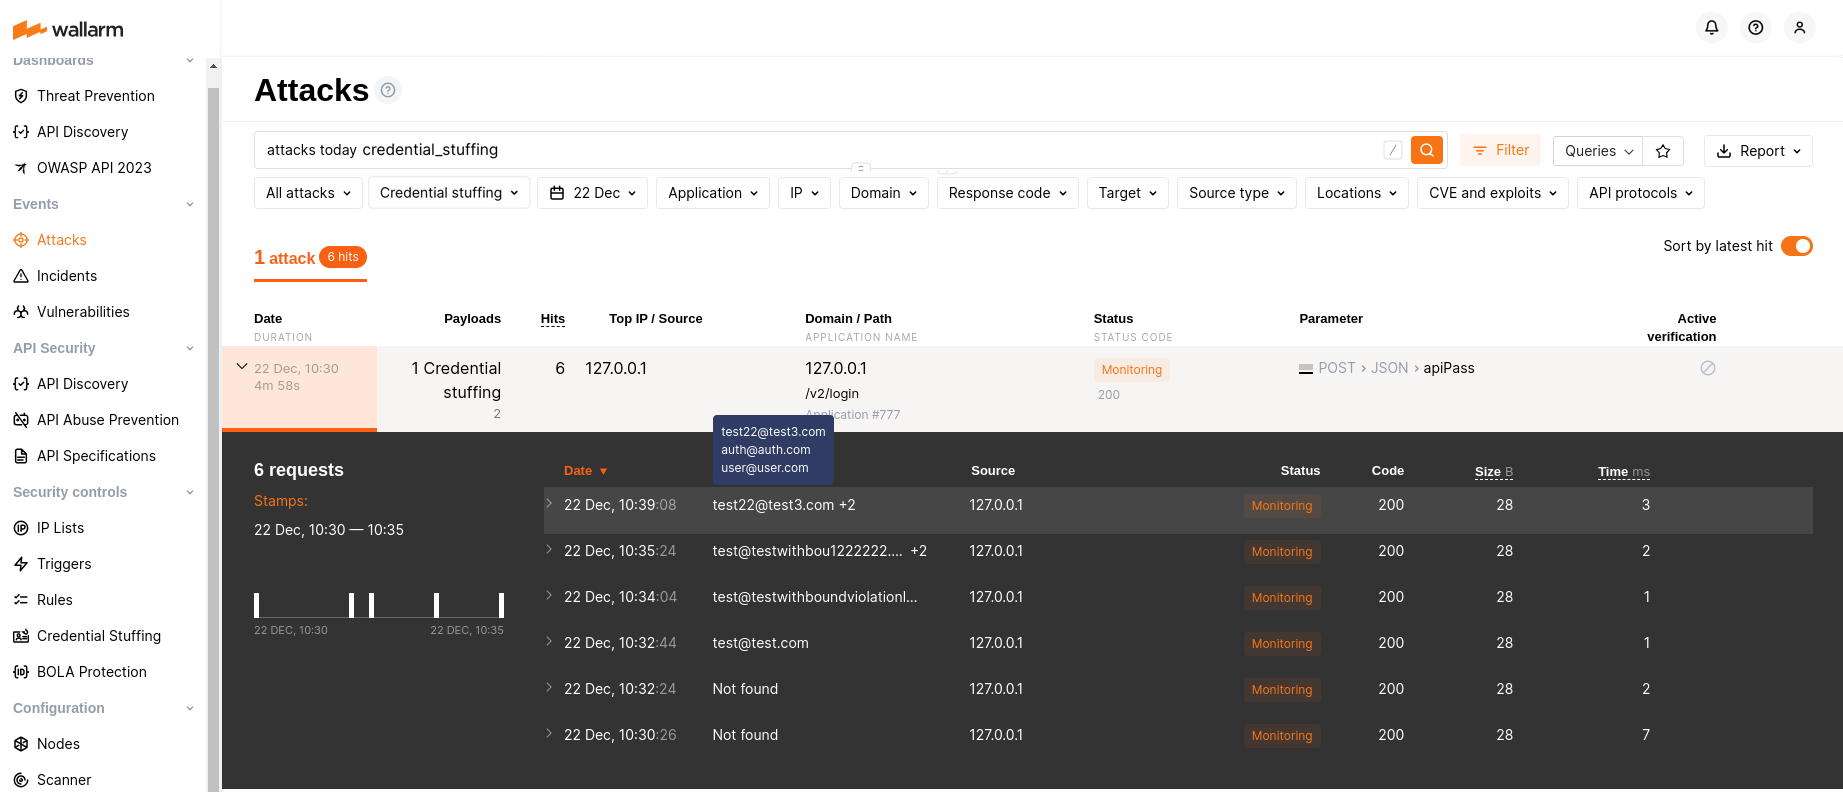 wallarm
Dashboards
Threat Prevention
API Discovery
OWASP API 2023
Events
Attacks
Incidents
Vulnerabilities
API Security
API Discovery
API Abuse Prevention
API Specifications
Security controls
IP Lists
Triggers
Rules
Credential Stuffing
BOLA Protection
Configuration
Nodes
Scanner
Attacks ?
attacks today credential_stuffing / Filter Queries Report
All attacks Credential stuffing 22 Dec Application IP Domain Response code Target Source type Locations CVE and exploits API protocols
1 attack 6 hits Sort by latest hit
Date Payloads Hits Top IP / Source Domain / Path Status Parameter Active
DURATION APPLICATION NAME STATUS CODE verification
22 Dec, 10:30 1 Credential 6 127.0.0.1 127.0.0.1 Monitoring POST › JSON › apiPass
4m 58s stuffing /v2/login 200
2 Application #777
test22@test3.com
auth@auth.com
user@user.com
6 requests Date ▼ Source Status Code Size B Time ms
Stamps:
22 Dec, 10:30 — 10:35
22 DEC, 10:30 22 DEC, 10:35
22 Dec, 10:39:08 test22@test3.com +2 127.0.0.1 Monitoring 200 28 3
22 Dec, 10:35:24 test@testwithbou1222222.... +2 127.0.0.1 Monitoring 200 28 2
22 Dec, 10:34:04 test@testwithboundviolationl... 127.0.0.1 Monitoring 200 28 1
22 Dec, 10:32:44 test@test.com 127.0.0.1 Monitoring 200 28 1
22 Dec, 10:32:24 Not found 127.0.0.1 Monitoring 200 28 2
22 Dec, 10:30:26 Not found 127.0.0.1 Monitoring 200 28 7